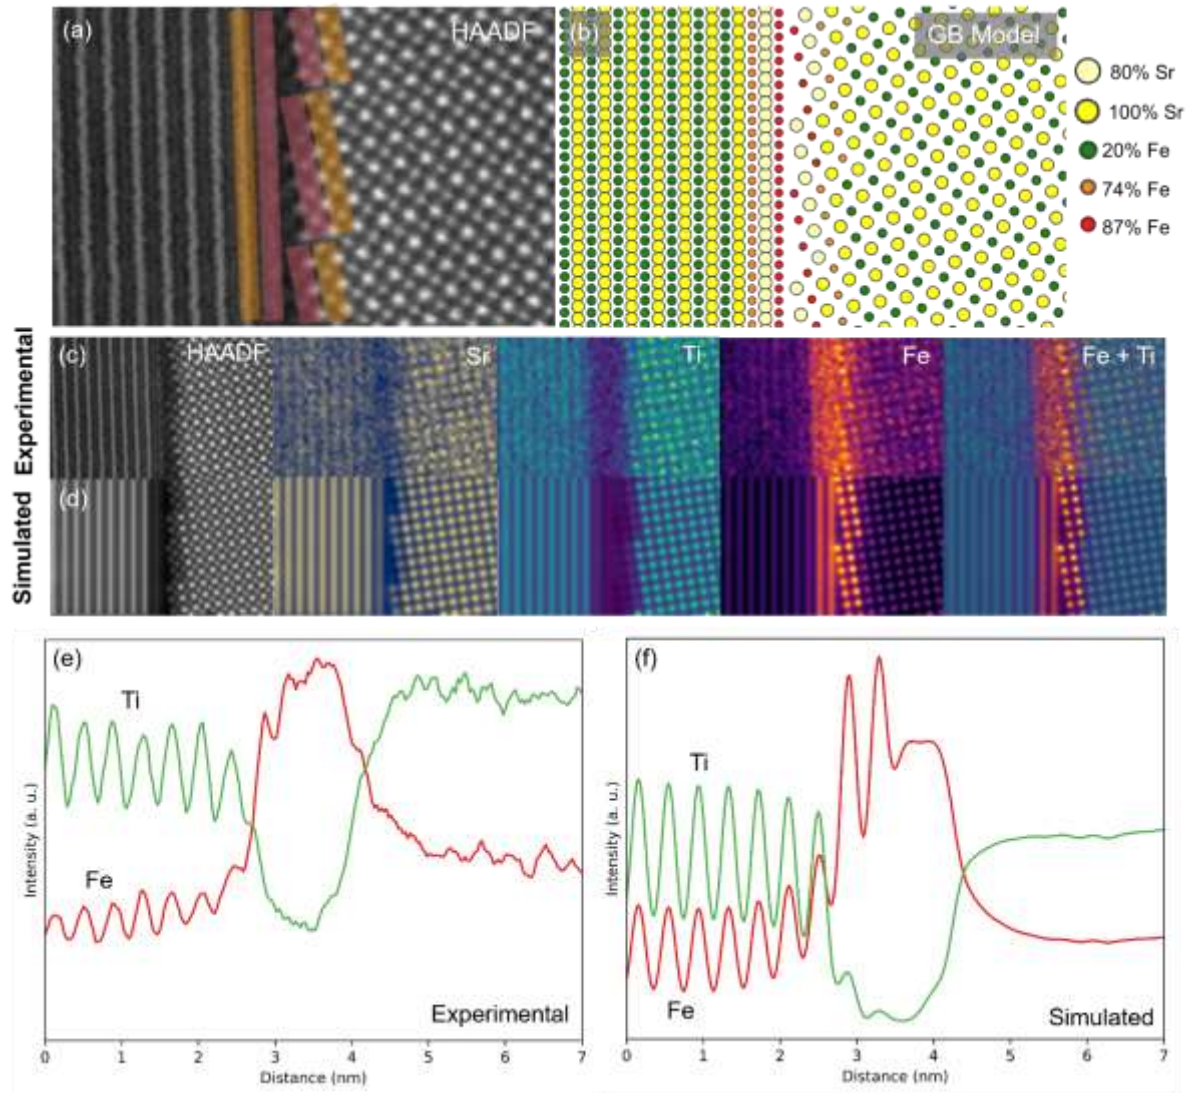 (a)
HAADF
(b)
GB Model
80% Sr
100% Sr
20% Fe
74% Fe
87% Fe
Experimental
Simulated
(c)
HAADF
Sr
Ti
Fe
Fe + Ti
(d)
(e)
Ti
Fe
Experimental
Intensity (a. u.)
0 1 2 3 4 5 6 7
Distance (nm)
(f)
Ti
Fe
Simulated
Intensity (a. u.)
0 1 2 3 4 5 6 7
Distance (nm)